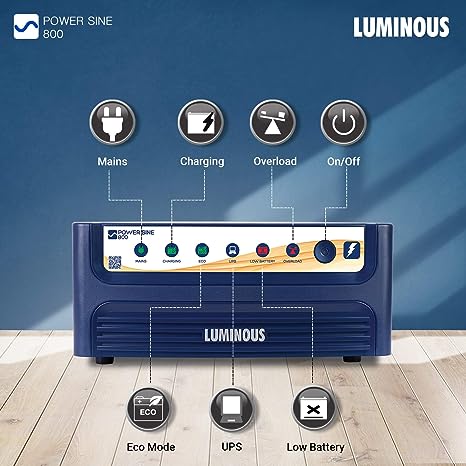 POWER SINE
800
LUMINOUS
Mains
Charging
Overload
On/Off
POWER SINE
800
MAINS
CHARGING
ECO
UPS
LOW BATTERY
OVERLOAD
LUMINOUS
ECO
Eco Mode
UPS
Low Battery